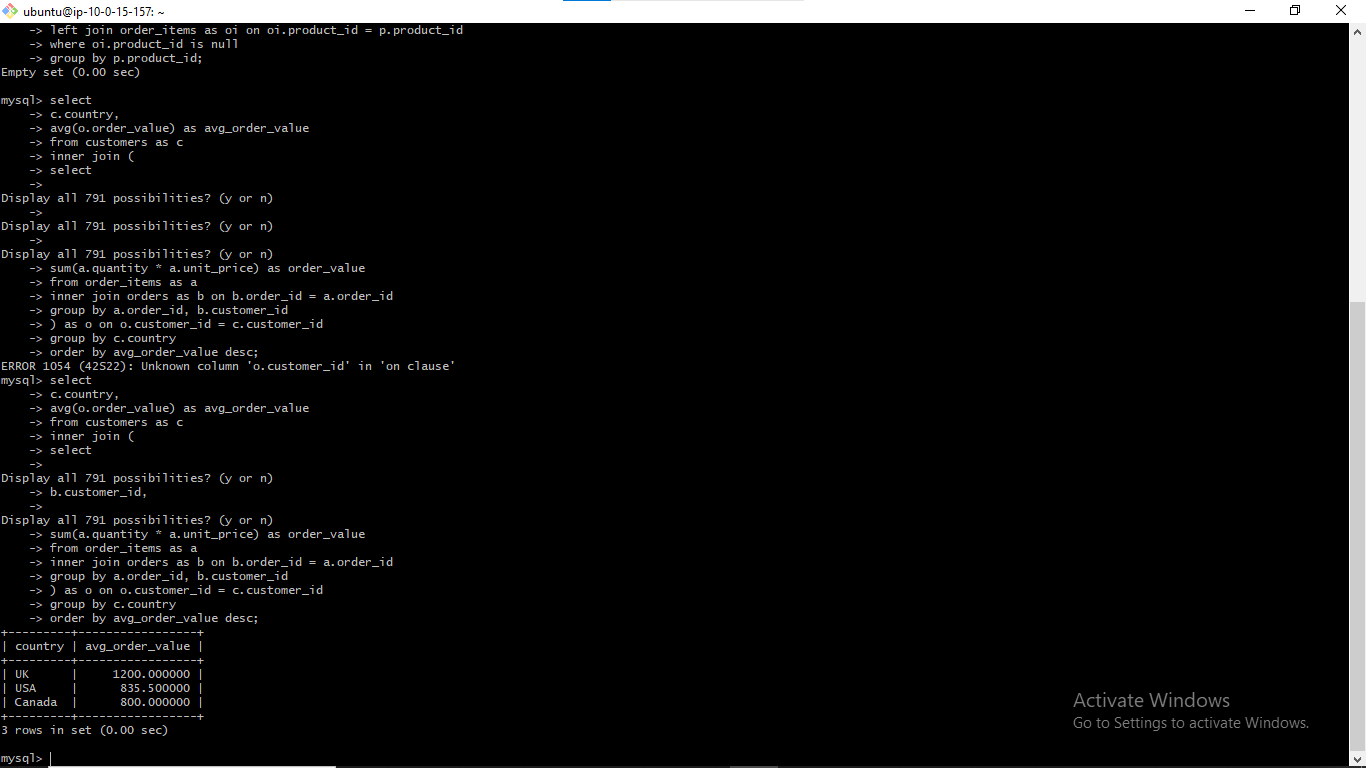 ubuntu@ip-10-0-15-157: ~
-> left join order_items as oi on oi.product_id = p.product_id
-> where oi.product_id is null
-> group by p.product_id;
Empty set (0.00 sec)
mysql> select
-> c.country,
-> avg(o.order_value) as avg_order_value
-> from customers as c
-> inner join (
-> select
->
Display all 791 possibilities? (y or n)
->
Display all 791 possibilities? (y or n)
->
Display all 791 possibilities? (y or n)
-> sum(a.quantity * a.unit_price) as order_value
-> from order_items as a
-> inner join orders as b on b.order_id = a.order_id
-> group by a.order_id, b.customer_id
-> ) as o on o.customer_id = c.customer_id
-> group by c.country
-> order by avg_order_value desc;
ERROR 1054 (42S22): Unknown column 'o.customer_id' in 'on clause'
mysql> select
-> c.country,
-> avg(o.order_value) as avg_order_value
-> from customers as c
-> inner join (
-> select
->
Display all 791 possibilities? (y or n)
-> b.customer_id,
->
Display all 791 possibilities? (y or n)
-> sum(a.quantity * a.unit_price) as order_value
-> from order_items as a
-> inner join orders as b on b.order_id = a.order_id
-> group by a.order_id, b.customer_id
-> ) as o on o.customer_id = c.customer_id
-> group by c.country
-> order by avg_order_value desc;
+---------+-----------------+
| country | avg_order_value |
+---------+-----------------+
| UK      |     1200.000000 |
| USA     |      835.500000 |
| Canada  |      800.000000 |
+---------+-----------------+
3 rows in set (0.00 sec)
mysql>
Activate Windows
Go to Settings to activate Windows.